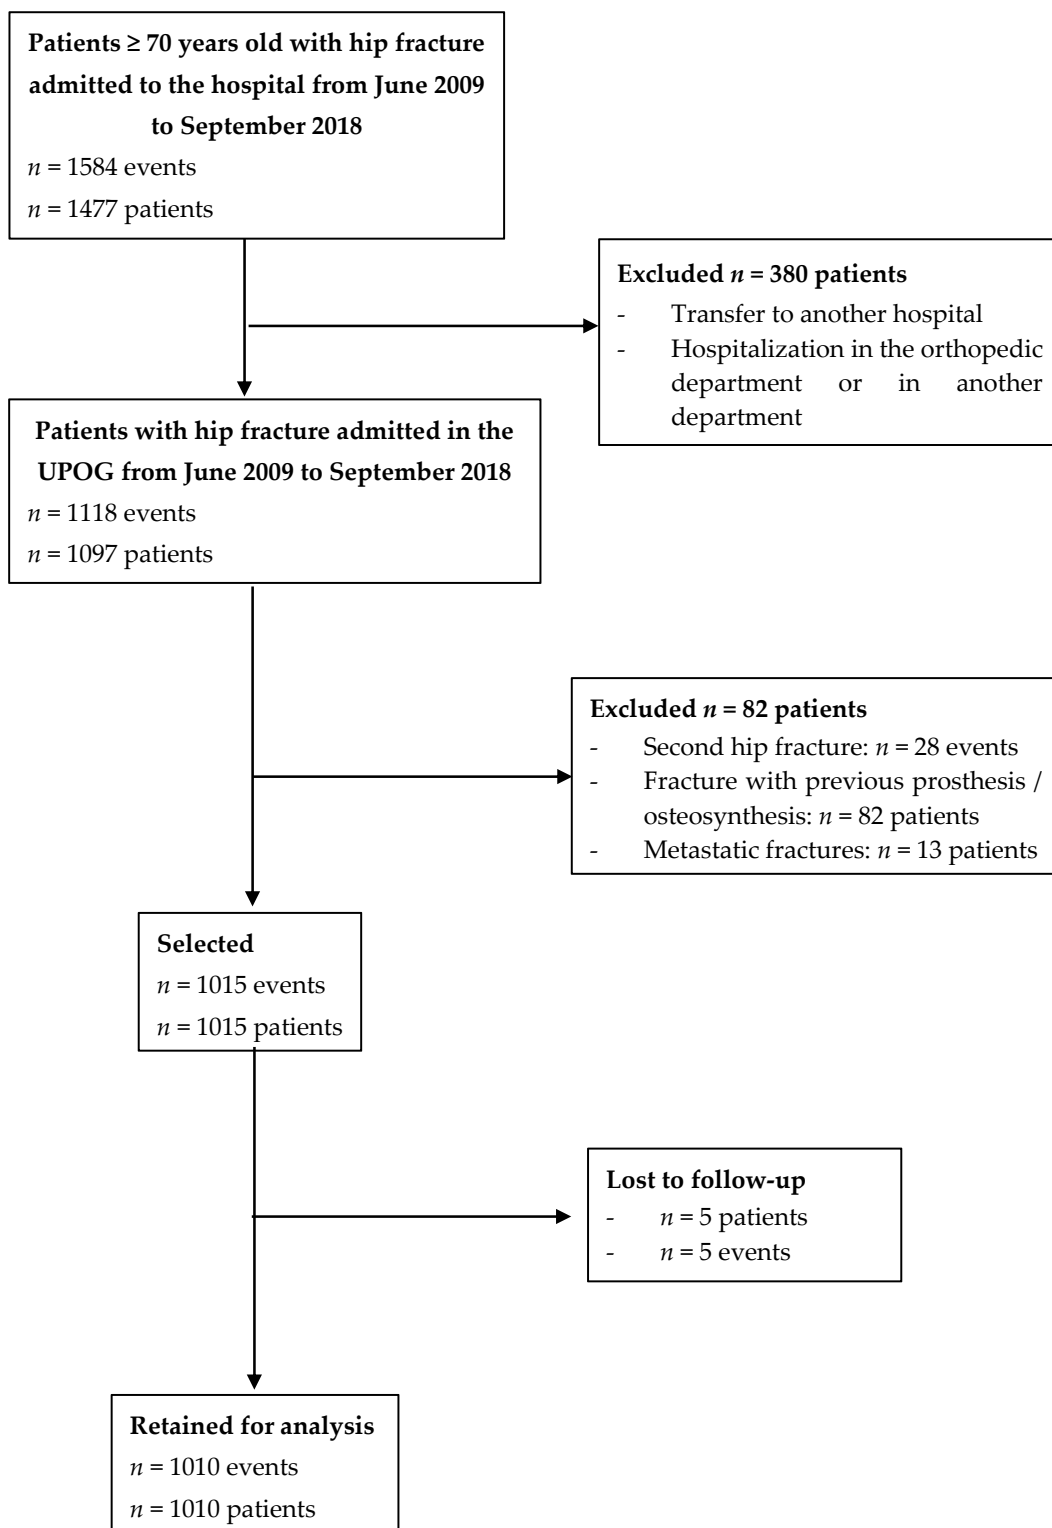 Patients ≥ 70 years old with hip fracture
admitted to the hospital from June 2009
to September 2018
n = 1584 events
n = 1477 patients
Excluded n = 380 patients
- Transfer to another hospital
- Hospitalization in the orthopedic
department or in another
department
Patients with hip fracture admitted in the
UPOG from June 2009 to September 2018
n = 1118 events
n = 1097 patients
Excluded n = 82 patients
- Second hip fracture: n = 28 events
- Fracture with previous prosthesis /
osteosynthesis: n = 82 patients
- Metastatic fractures: n = 13 patients
Selected
n = 1015 events
n = 1015 patients
Lost to follow-up
- n = 5 patients
- n = 5 events
Retained for analysis
n = 1010 events
n = 1010 patients